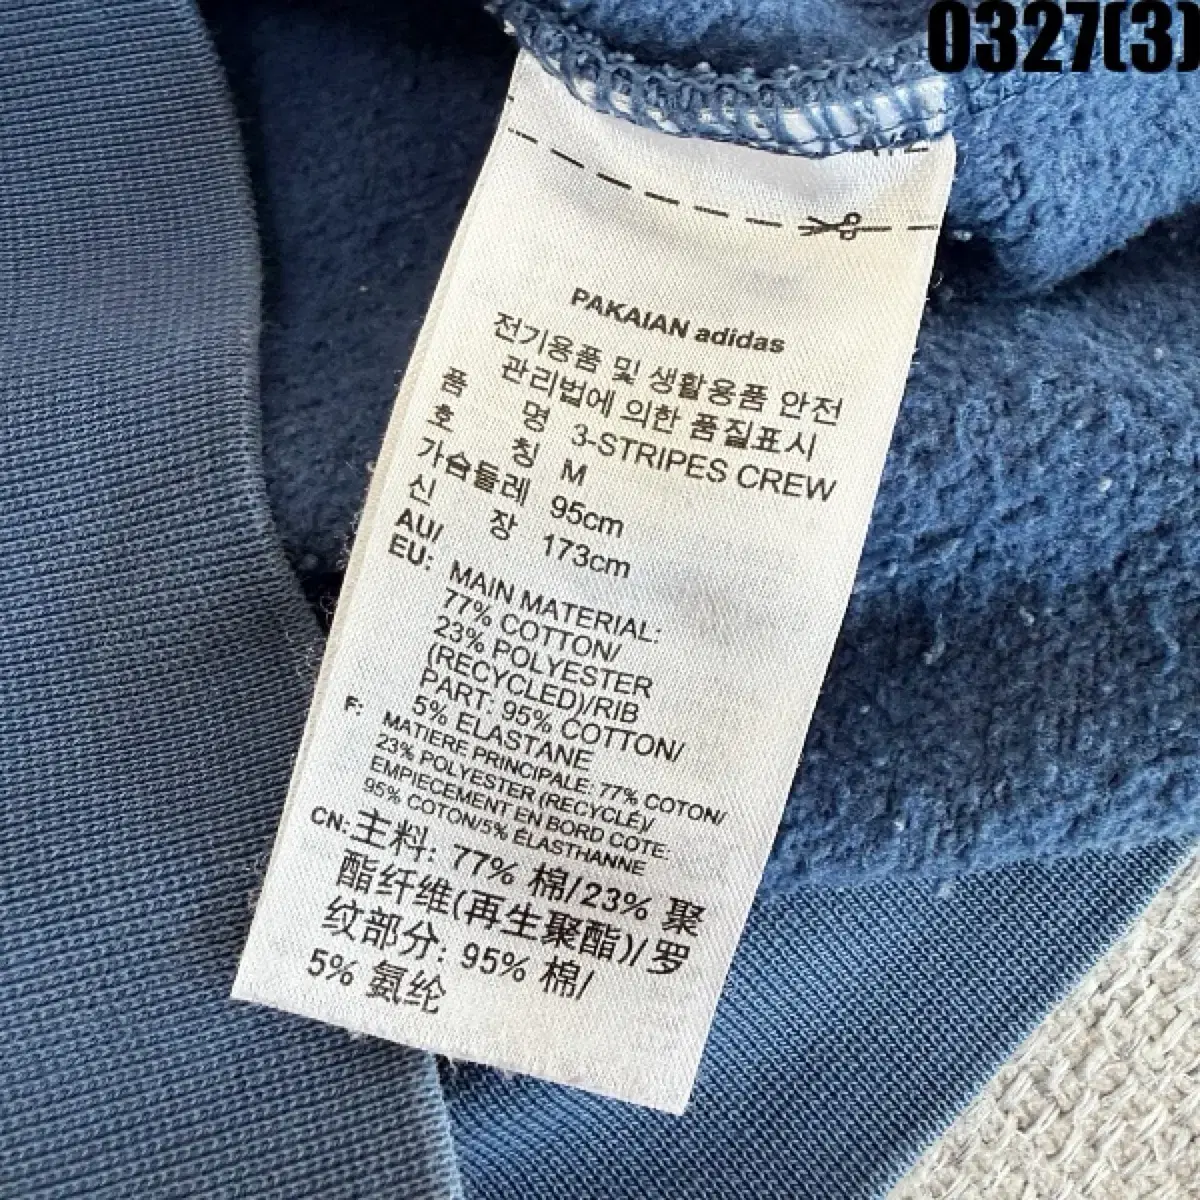 0327(3)
PAKAIAN adidas
전기용품 및 생활용품 안전
관리법에 의한 품질표시
품 명 3-STRIPES CREW
호 칭 M
가슴둘레 95cm
신 장 173cm
AU/
EU: MAIN MATERIAL:
77% COTTON/
23% POLYESTER
(RECYCLED)/RIB
PART: 95% COTTON/
5% ELASTANE
F: MATIERE PRINCIPALE: 77% COTON/
23% POLYESTER (RECYCLÉ)/
EMPIECEMENT EN BORD COTE:
95% COTON/5% ÉLASTHANNE
CN: 主料: 77% 棉/23% 聚
酯纤维(再生聚酯)/罗
纹部分: 95% 棉/
5% 氨纶